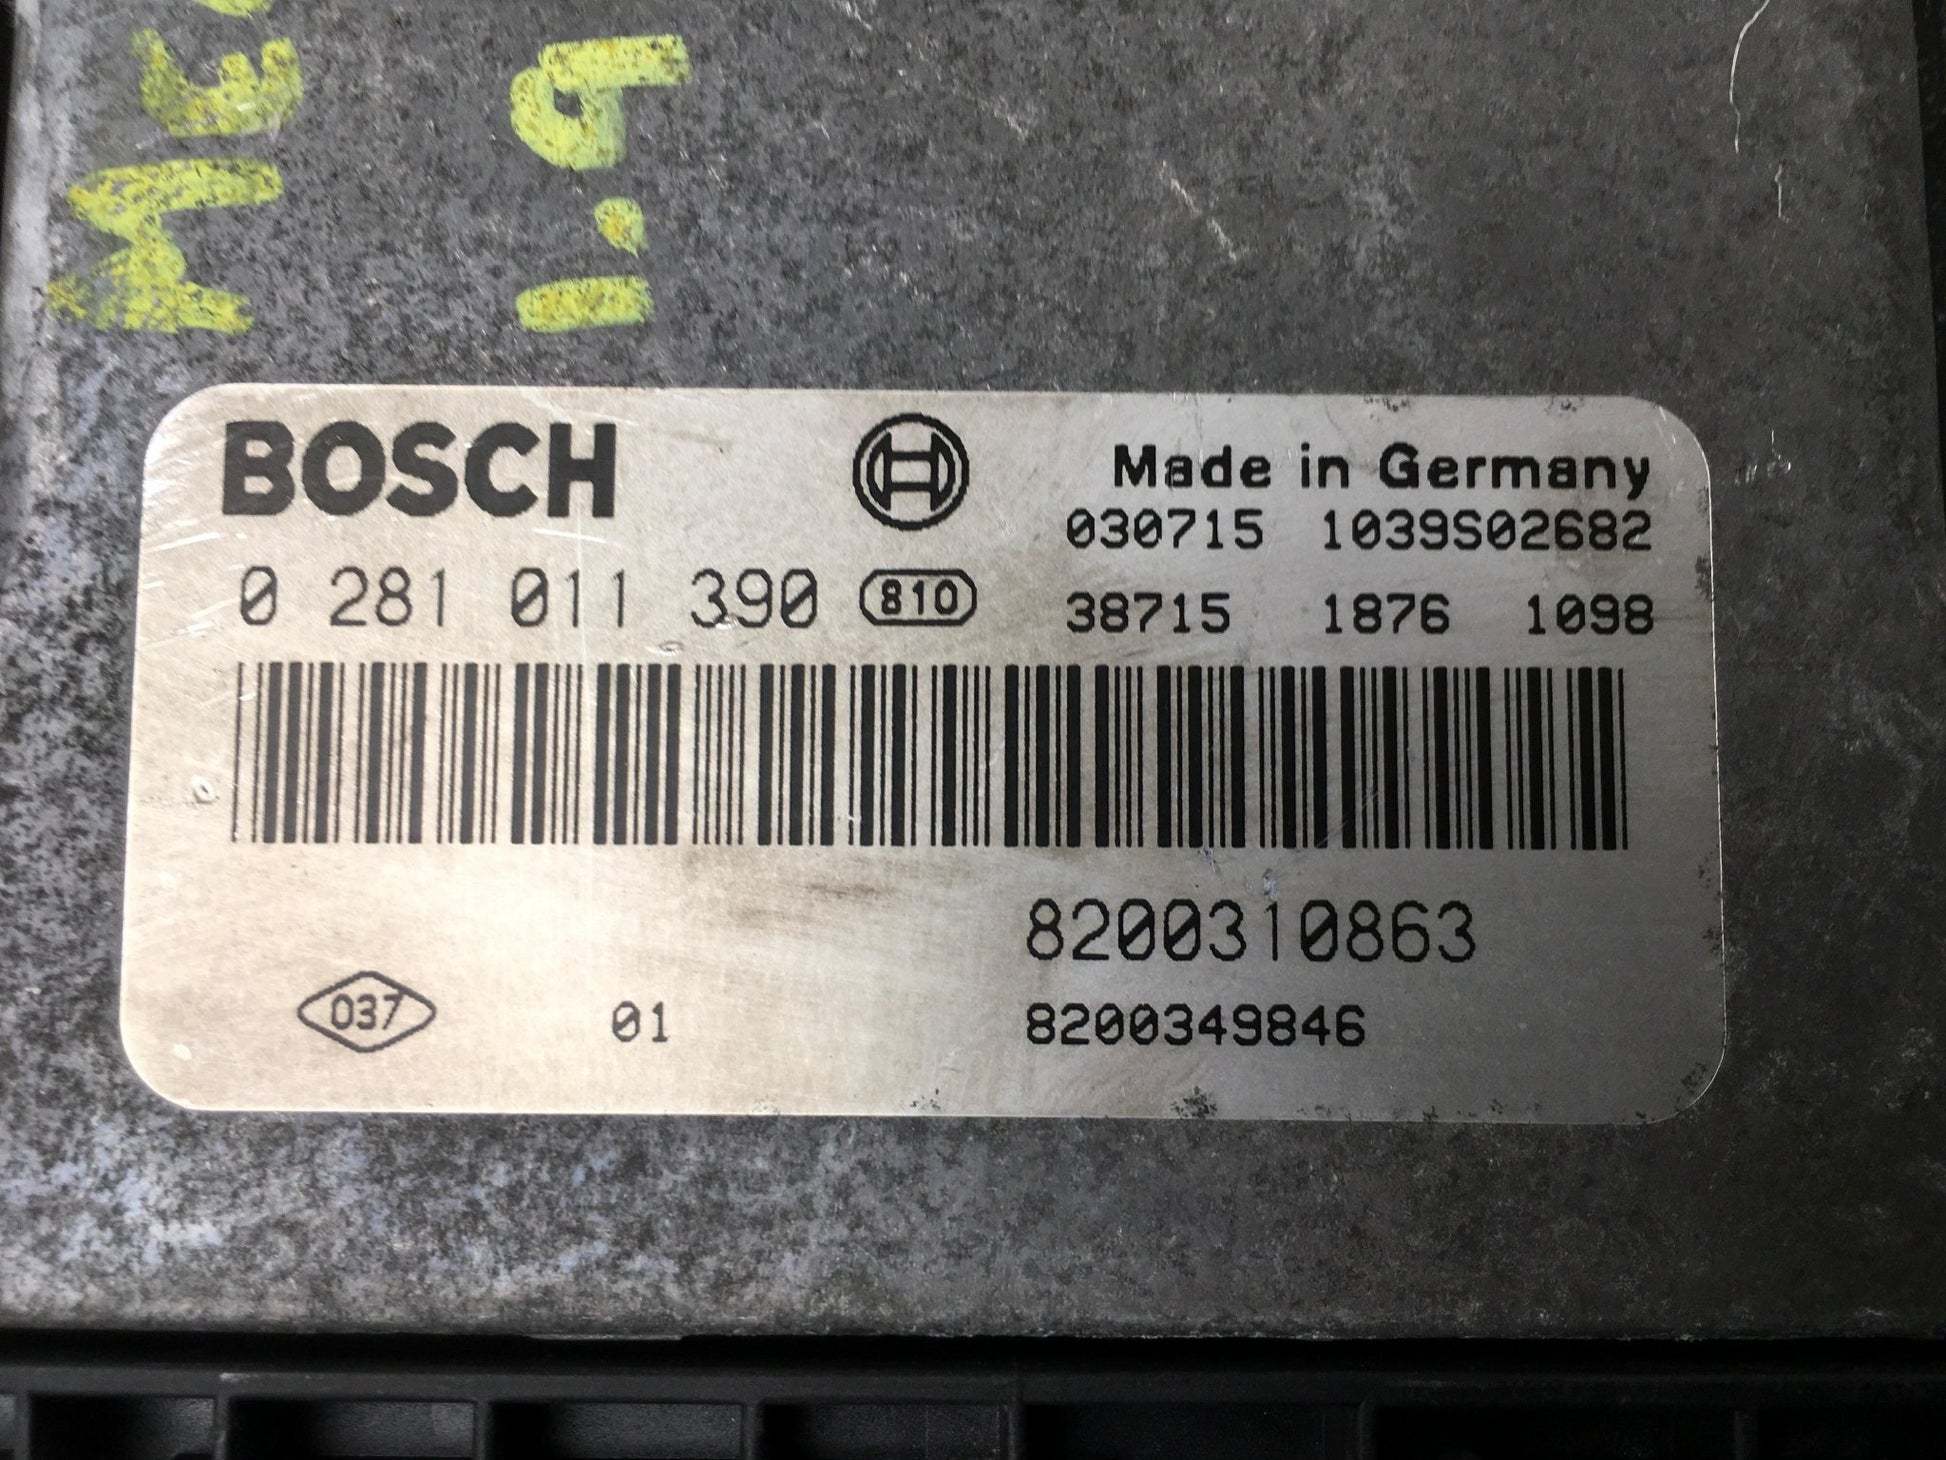 1.9
BOSCH
Made in Germany
030715 1039S02682
0 281 011 390 810
38715 1876 1098
8200310863
037 01 8200349846